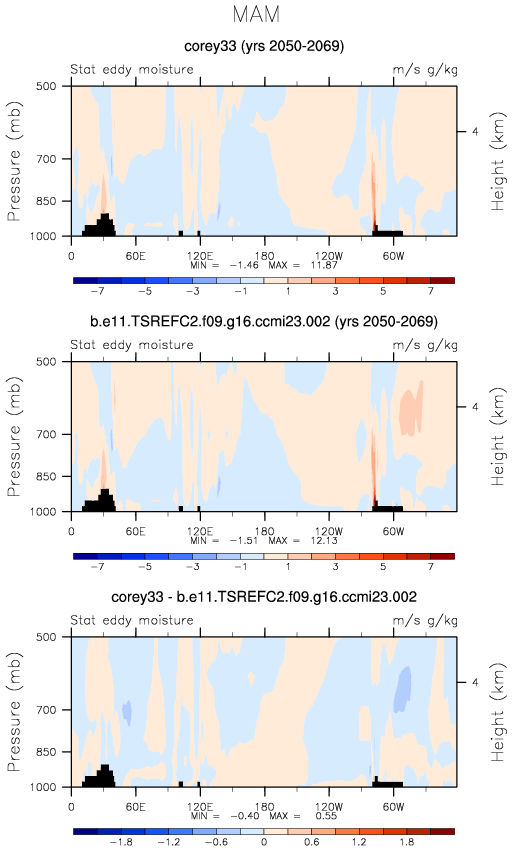 MAM
corey33 (yrs 2050-2069)
Stat eddy moisture m/s g/kg
Pressure (mb)
500
700
850
1000
4
Height (km)
0 60E 120E 180 120W 60W
MIN = -1.46 MAX = 11.87
-7 -5 -3 -1 1 3 5 7
b.e11.TSREFC2.f09.g16.ccmi23.002 (yrs 2050-2069)
Stat eddy moisture m/s g/kg
Pressure (mb)
500
700
850
1000
4
Height (km)
0 60E 120E 180 120W 60W
MIN = -1.51 MAX = 12.13
-7 -5 -3 -1 1 3 5 7
corey33 - b.e11.TSREFC2.f09.g16.ccmi23.002
Stat eddy moisture m/s g/kg
Pressure (mb)
500
700
850
1000
4
Height (km)
0 60E 120E 180 120W 60W
MIN = -0.40 MAX = 0.55
-1.8 -1.2 -0.6 0 0.6 1.2 1.8